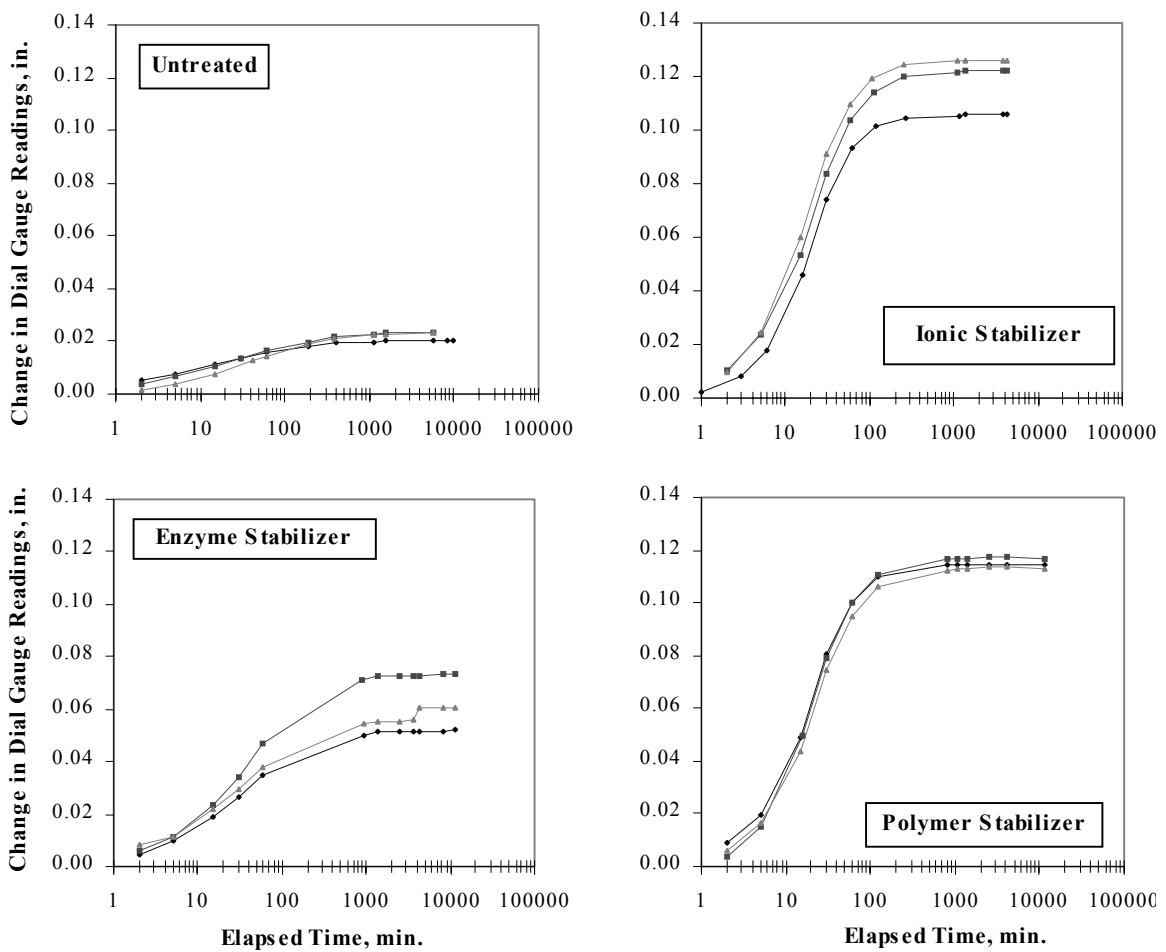 Change in Dial Gauge Readings, in.
0.14
0.12
0.10
0.08
0.06
0.04
0.02
0.00
Untreated
1 10 100 1000 10000 100000
0.14
0.12
0.10
0.08
0.06
0.04
0.02
0.00
Ionic Stabilizer
1 10 100 1000 10000 100000
Change in Dial Gauge Readings, in.
0.14
0.12
0.10
0.08
0.06
0.04
0.02
0.00
Enzyme Stabilizer
1 10 100 1000 10000 100000
Elapsed Time, min.
0.14
0.12
0.10
0.08
0.06
0.04
0.02
0.00
Polymer Stabilizer
1 10 100 1000 10000 100000
Elapsed Time, min.